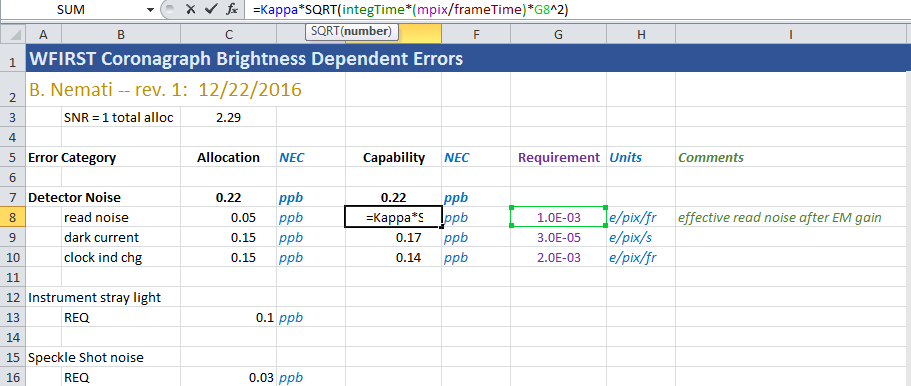 SUM =Kappa*SQRT(integTime*(mpix/frameTime)*G8^2)
SQRT(number)
A B C F G H I
1 WFIRST Coronagraph Brightness Dependent Errors
2 B. Nemati -- rev. 1: 12/22/2016
3 SNR = 1 total alloc 2.29
4
5 Error Category Allocation NEC Capability NEC Requirement Units Comments
6
7 Detector Noise 0.22 ppb 0.22 ppb
8 read noise 0.05 ppb =Kappa*S ppb 1.0E-03 e/pix/fr effective read noise after EM gain
9 dark current 0.15 ppb 0.17 ppb 3.0E-05 e/pix/s
10 clock ind chg 0.15 ppb 0.14 ppb 2.0E-03 e/pix/fr
11
12 Instrument stray light
13 REQ 0.1 ppb
14
15 Speckle Shot noise
16 REQ 0.03 ppb